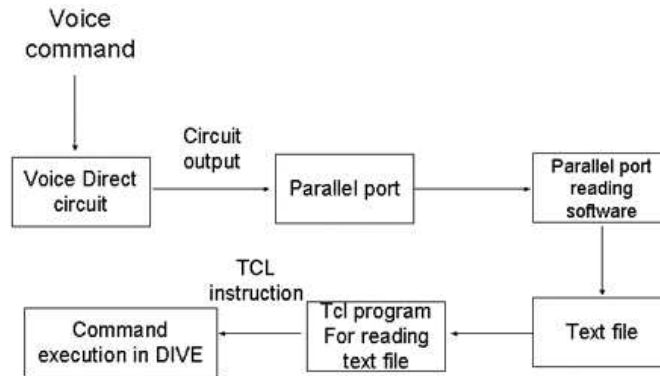 Voice
command
Circuit
output
Voice Direct
circuit
Parallel port
Parallel port
reading
software
TCL
instruction
Command
execution in DIVE
Tcl program
For reading
text file
Text file